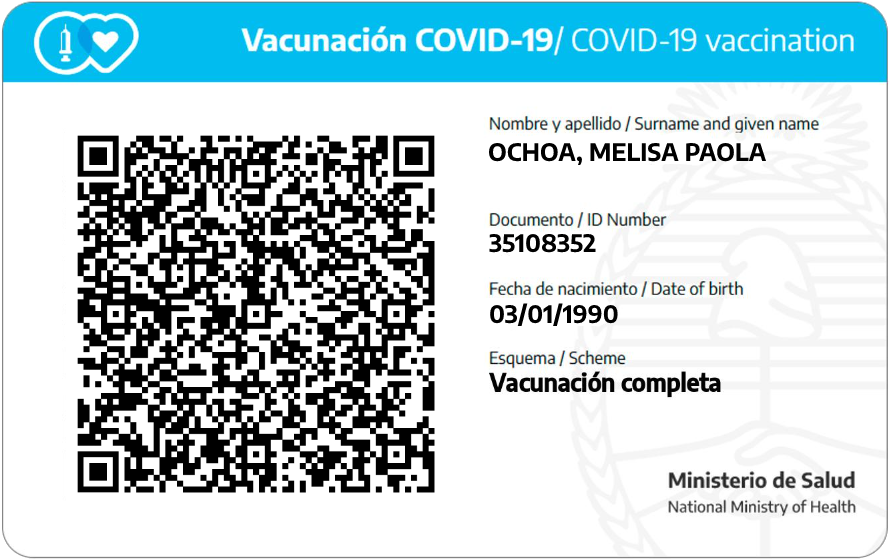 Vacunación COVID-19/ COVID-19 vaccination
Nombre y apellido / Surname and given name
OCHOA, MELISA PAOLA
Documento / ID Number
35108352
Fecha de nacimiento / Date of birth
03/01/1990
Esquema / Scheme
Vacunación completa
Ministerio de Salud
National Ministry of Health